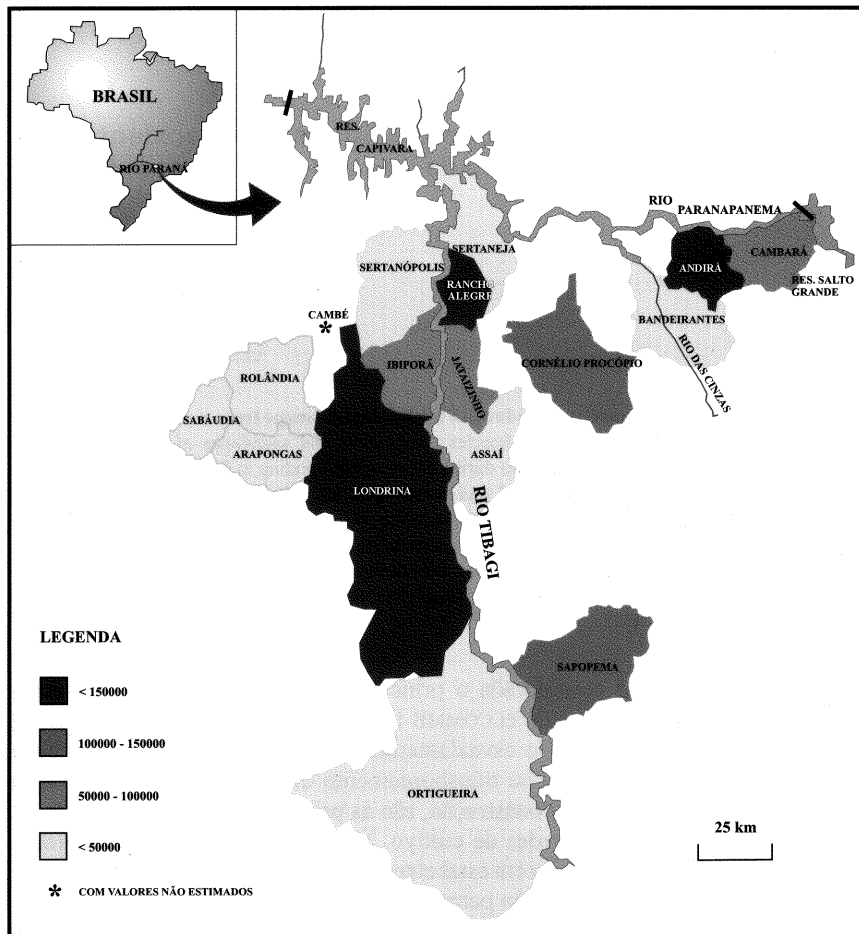 BRASIL
RIO PARANÁ
RES.
CAPIVARA
RIO
PARANAPANEMA
SERTANEJA
SERTANÓPOLIS
RANCHO
ALEGRE
ANDIRÁ
CAMBARÁ
RES. SALTO
GRANDE
CAMBÉ
*
BANDEIRANTES
RIO DAS CINZAS
IBIPORÃ
JATAIZINHO
CORNÉLIO PROCÓPIO
ROLÂNDIA
SABÁUDIA
ARAPONGAS
ASSAÍ
LONDRINA
RIO TIBAGI
SAPOPEMA
ORTIGUEIRA
25 km
LEGENDA
< 150000
100000 - 150000
50000 - 100000
< 50000
* COM VALORES NÃO ESTIMADOS